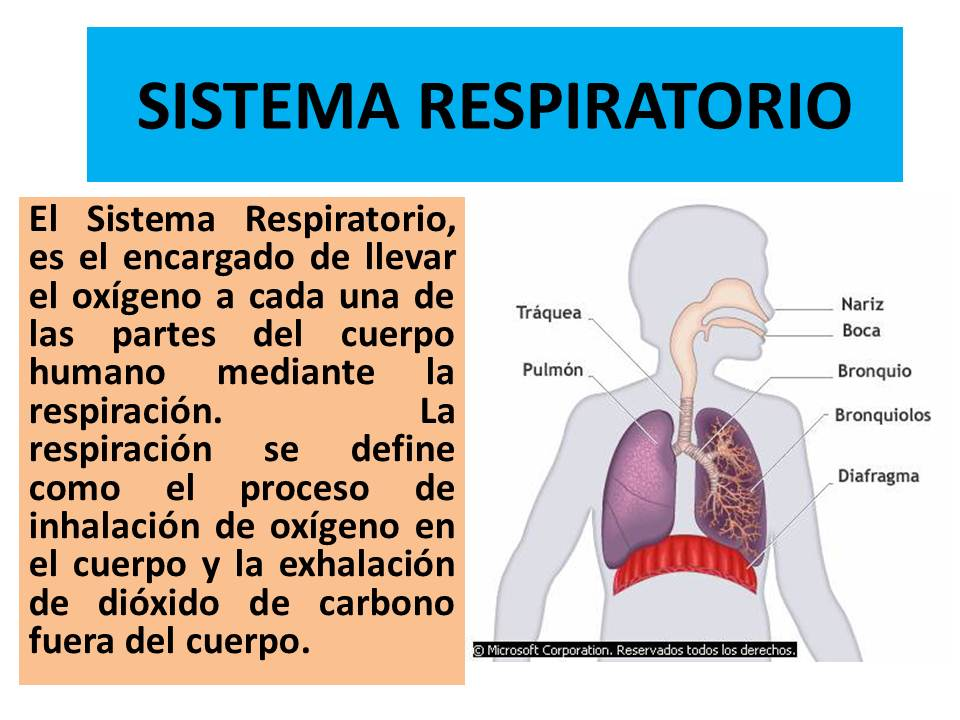 SISTEMA RESPIRATORIO
El Sistema Respiratorio,
es el encargado de llevar
el oxígeno a cada una de
las partes del cuerpo
humano mediante la
respiración. La
respiración se define
como el proceso de
inhalación de oxígeno en
el cuerpo y la exhalación
de dióxido de carbono
fuera del cuerpo.
Tráquea
Pulmón
Nariz
Boca
Bronquio
Bronquiolos
Diafragma
© Microsoft Corporation. Reservados todos los derechos.